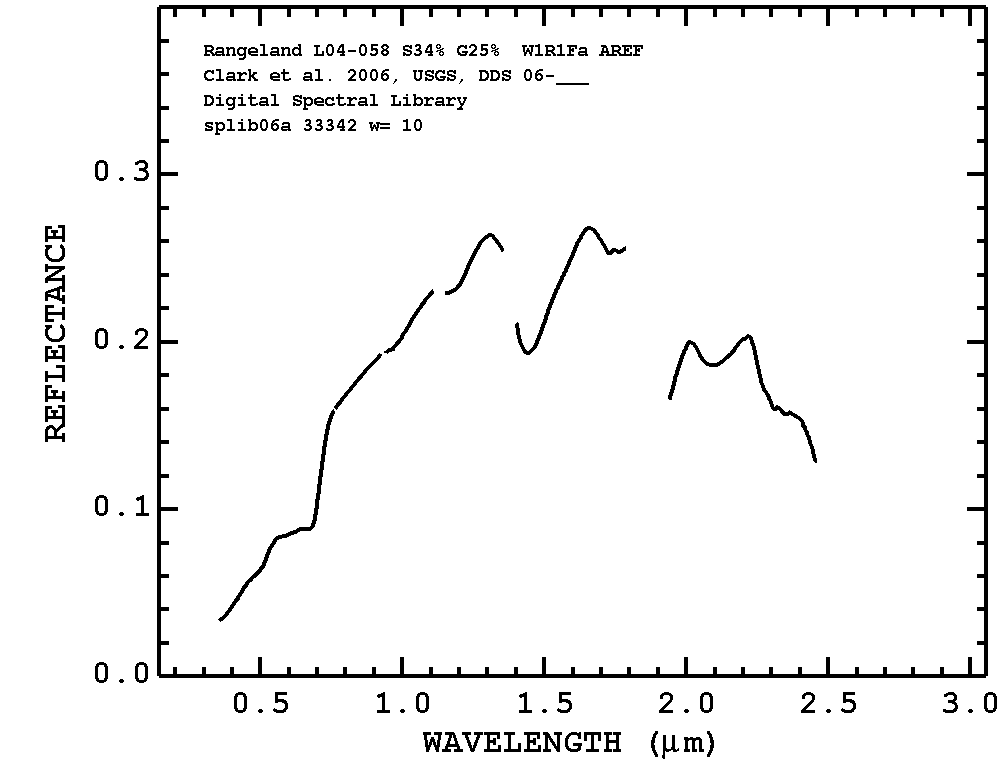 Rangeland L04-058 S34% G25% W1R1Fa AREF
Clark et al. 2006, USGS, DDS 06-___
Digital Spectral Library
splib06a 33342 w= 10
0.3
0.2
0.1
0.0
REFLECTANCE
0.5 1.0 1.5 2.0 2.5 3.0
WAVELENGTH (μm)